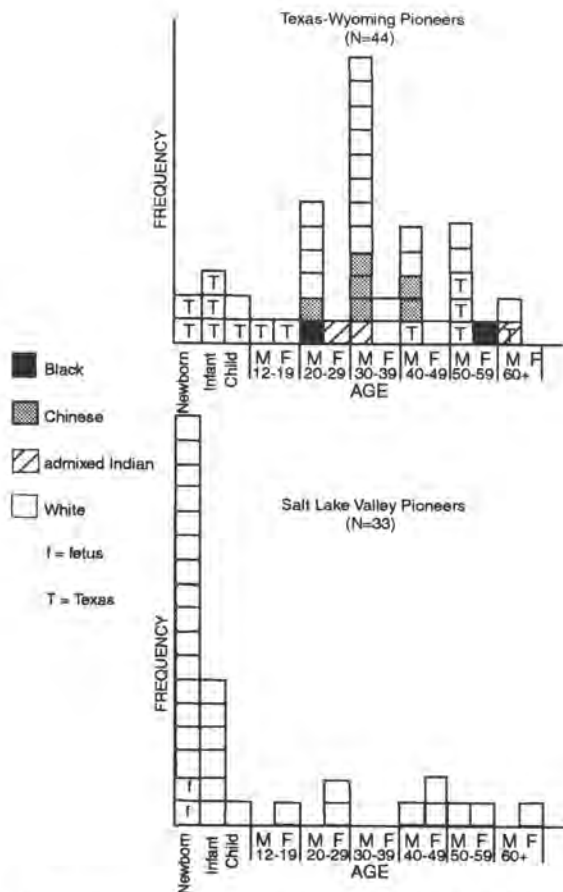 Texas-Wyoming Pioneers
(N=44)
FREQUENCY
T T
T T T
T T T T T T T T
Newborn
Infant
Child
M F M F M F M F M F M F
12-19 20-29 30-39 40-49 50-59 60+
AGE
Black
Chinese
admixed Indian
White
f = fetus
T = Texas
Salt Lake Valley Pioneers
(N=33)
FREQUENCY
f
f
Newborn
Infant
Child
M F M F M F M F M F M F
12-19 20-29 30-39 40-49 50-59 60+
AGE